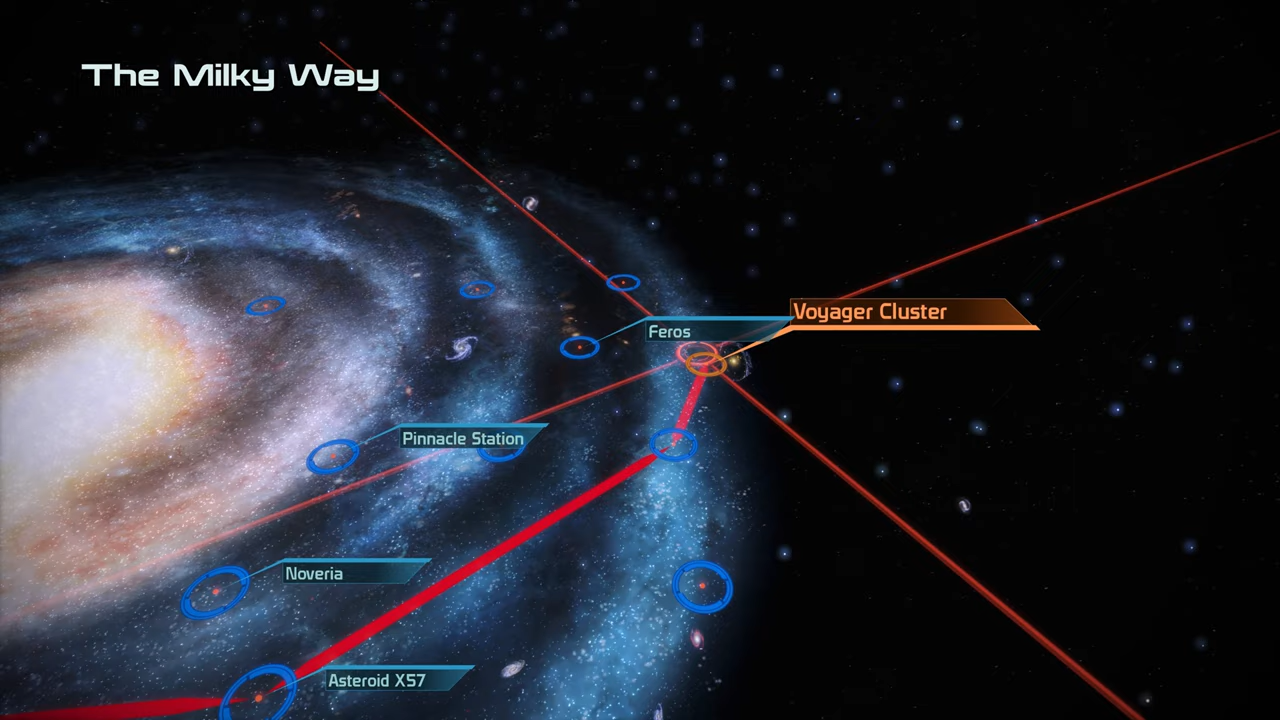 The Milky Way
Voyager Cluster
Feros
Pinnacle Station
Noveria
Asteroid X57